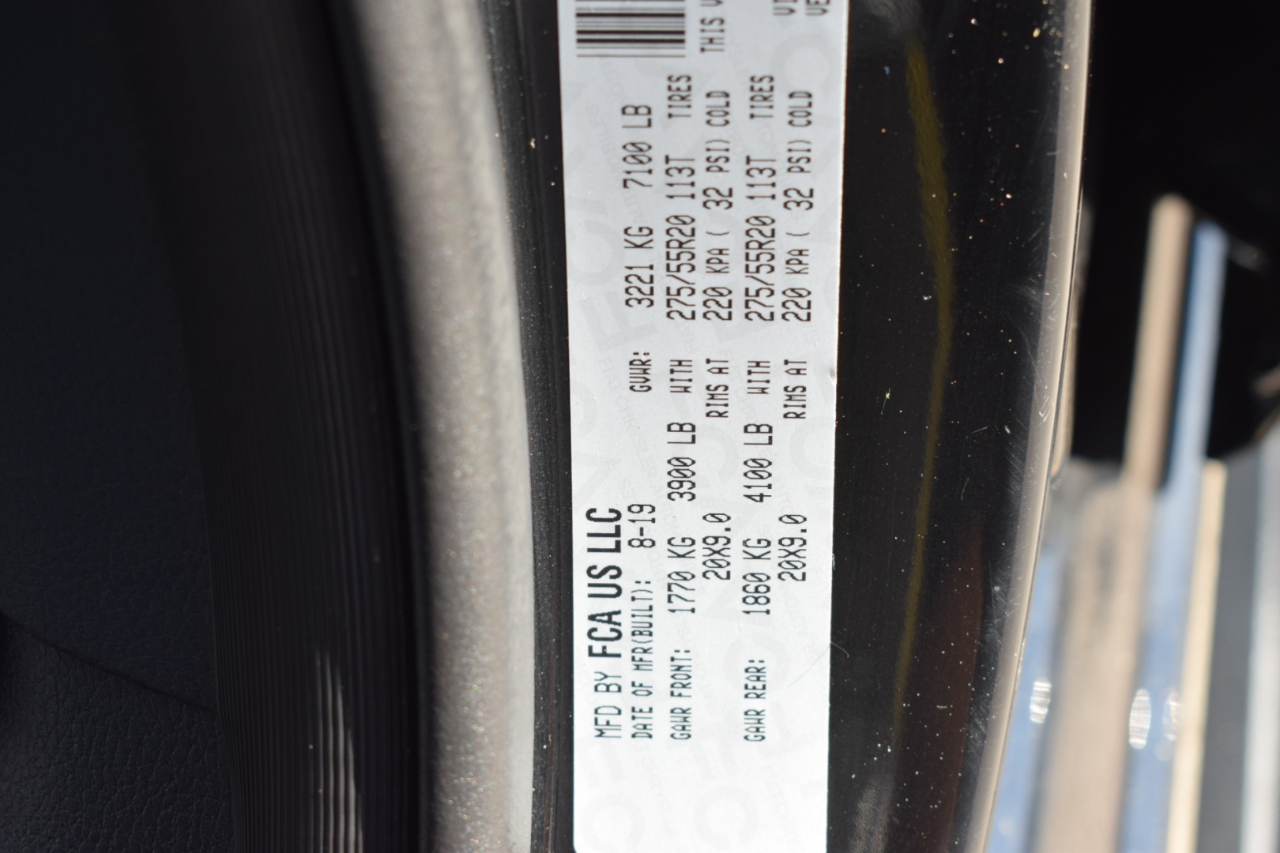 MFD BY FCA US LLC
DATE OF MFR(BUILT): 8-19 GVWR: 3221 KG 7100 LB
GAWR FRONT: 1770 KG 3900 LB WITH 275/55R20 113T TIRES
20X9.0 RIMS AT 220 KPA ( 32 PSI) COLD
THIS
GAWR REAR: 1860 KG 4100 LB WITH 275/55R20 113T TIRES
20X9.0 RIMS AT 220 KPA ( 32 PSI) COLD